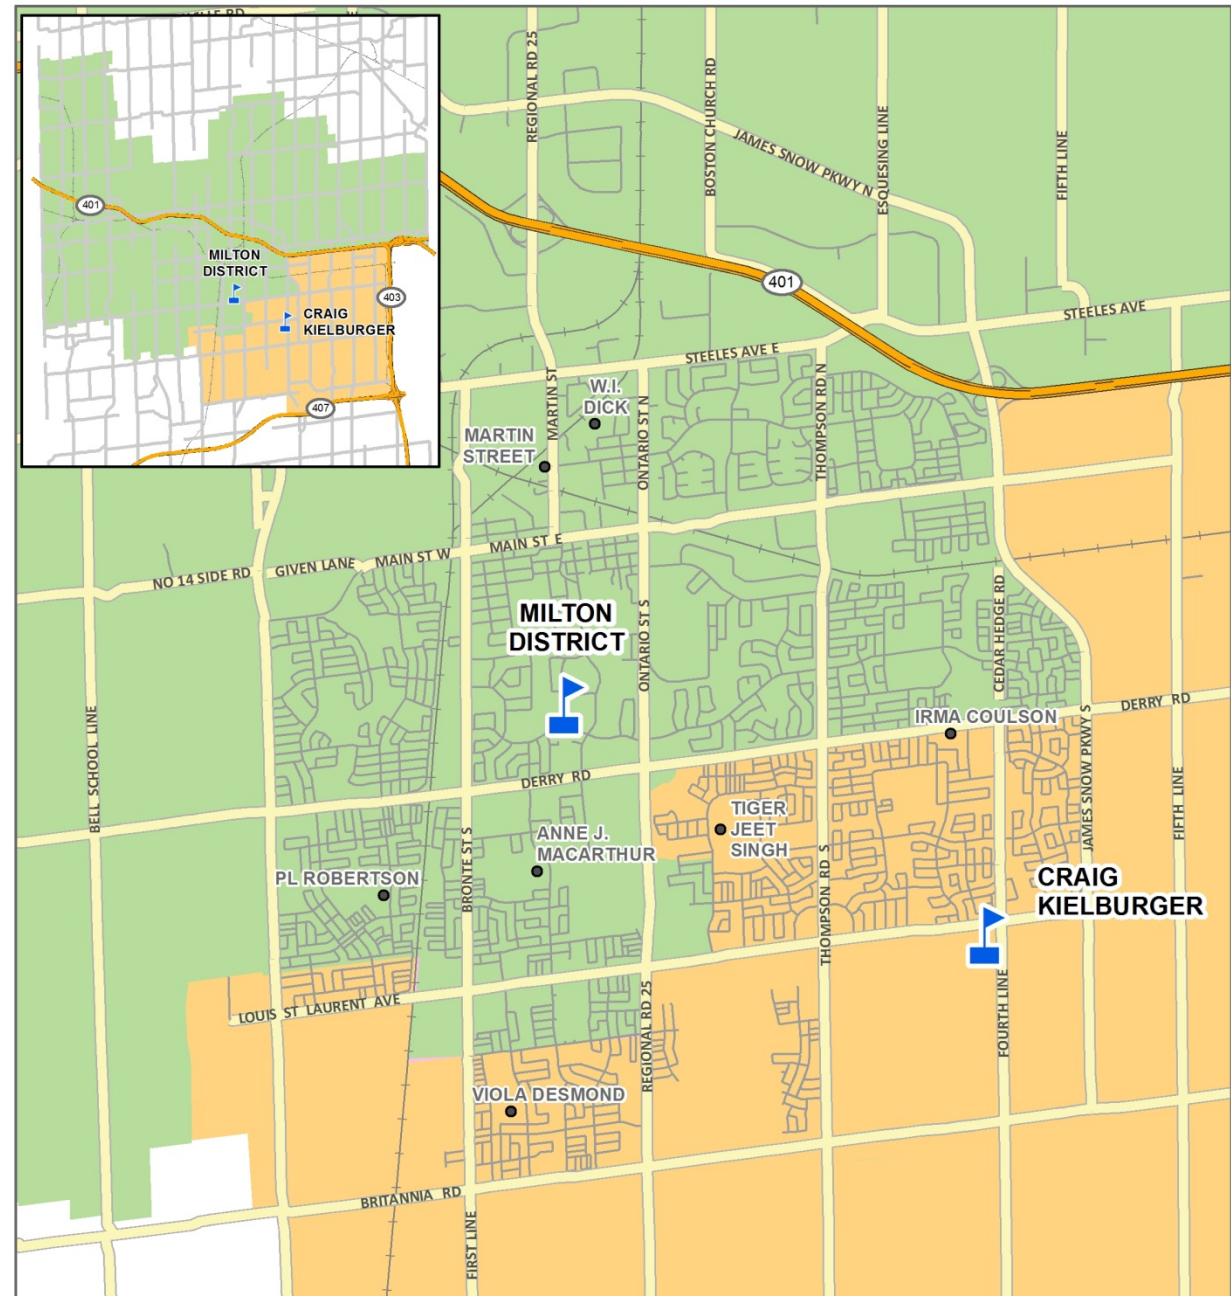 401
MILTON
DISTRICT
CRAIG
KIELBURGER
403
407
REGIONAL RD 25
BOSTON CHURCH RD
JAMES SNOW PKWY N
ESQUESING LINE
FIFTH LINE
401
STEELES AVE
STEELES AVE E
W.I.
DICK
MARTIN ST
MARTIN
STREET
ONTARIO ST N
THOMPSON RD N
NO 14 SIDE RD
GIVEN LANE
MAIN ST W
MAIN ST E
MILTON
DISTRICT
ONTARIO ST S
CEDAR HEDGE RD
IRMA COULSON
DERRY RD
BELL SCHOOL LINE
DERRY RD
JAMES SNOW PKWY S
FIFTH LINE
TIGER
JEET
SINGH
ANNE J.
MACARTHUR
PL ROBERTSON
BRONTE ST S
THOMPSON RD S
CRAIG
KIELBURGER
LOUIS ST LAURENT AVE
REGIONAL RD 25
FOURTH LINE
VIOLA DESMOND
BRITANNIA RD
FIRST LINE